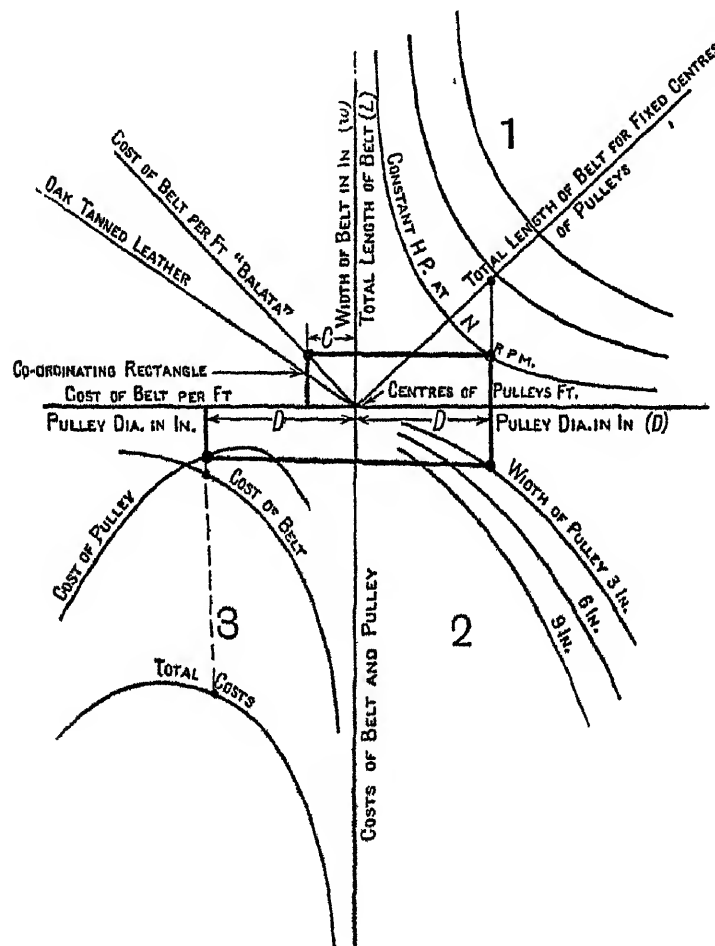 1
TOTAL LENGTH OF BELT FOR FIXED CENTRES
OF PULLEYS
WIDTH OF BELT IN IN (w)
TOTAL LENGTH OF BELT (L)
CONSTANT H P. AT N
R P M.
COST OF BELT PER FT "BALATA"
OAK TANNED LEATHER
C
CO-ORDINATING RECTANGLE
COST OF BELT PER FT
CENTRES OF PULLEYS FT.
PULLEY DIA. IN IN.
D
D
PULLEY DIA. IN IN (D)
COST OF PULLEY
COST OF BELT
WIDTH OF PULLEY 3 IN.
6 IN.
9 IN.
3
2
TOTAL COSTS
COSTS OF BELT AND PULLEY